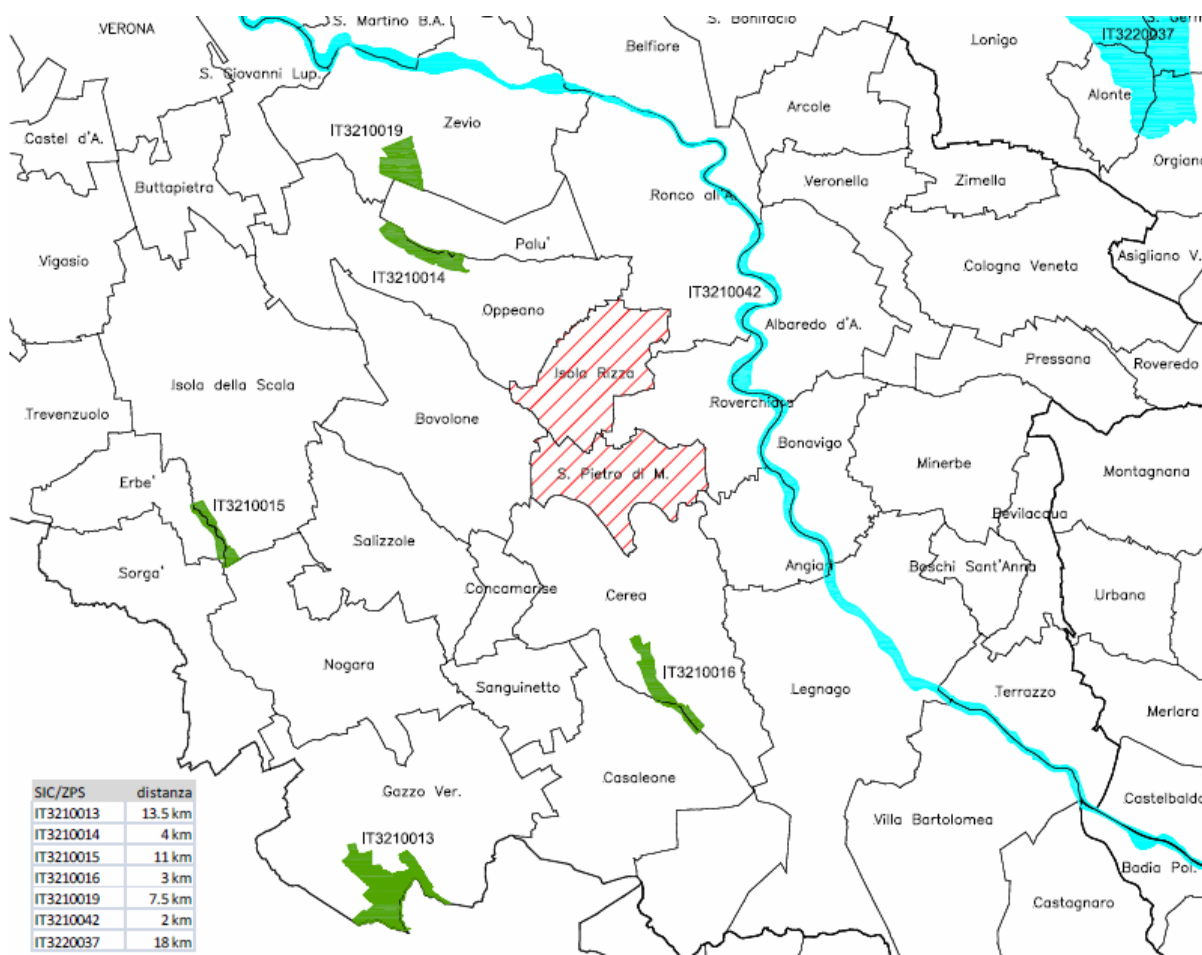 .VERONA
.S. Martino B.A.
S. Bonifacio
Belfiore
Lonigo
IT3220037
S. Giovanni Lup.
Alonte
Arcole
Zevio
IT3210019
Castel d'A.
Buttapietra
Veronella
Zimella
Orgiano
Ronco all'A.
Palu'
Vigasio
IT3210014
IT3210042
Cologna Veneta
Asigliano V.
Oppeano
Albaredo d'A.
Pressana
Roveredo
Isola Rizza
Isola della Scala
Trevenzuolo
Bovolone
Roverchiara
Bonavigo
Minerbe
Montagnana
Erbe'
S. Pietro di M.
IT3210015
Bevilacqua
Salizzole
Sorga'
Angiari
Boschi Sant'Anna
Concamarise
Cerea
Urbana
Nogara
Sanguinetto
IT3210016
Legnago
Terrazzo
Merlara
Casaleone
Gazzo Ver.
Castelbaldo
Villa Bartolomea
IT3210013
Badia Pol.
Castagnaro
SIC/ZPS distanza
IT3210013 13.5 km
IT3210014 4 km
IT3210015 11 km
IT3210016 3 km
IT3210019 7.5 km
IT3210042 2 km
IT3220037 18 km